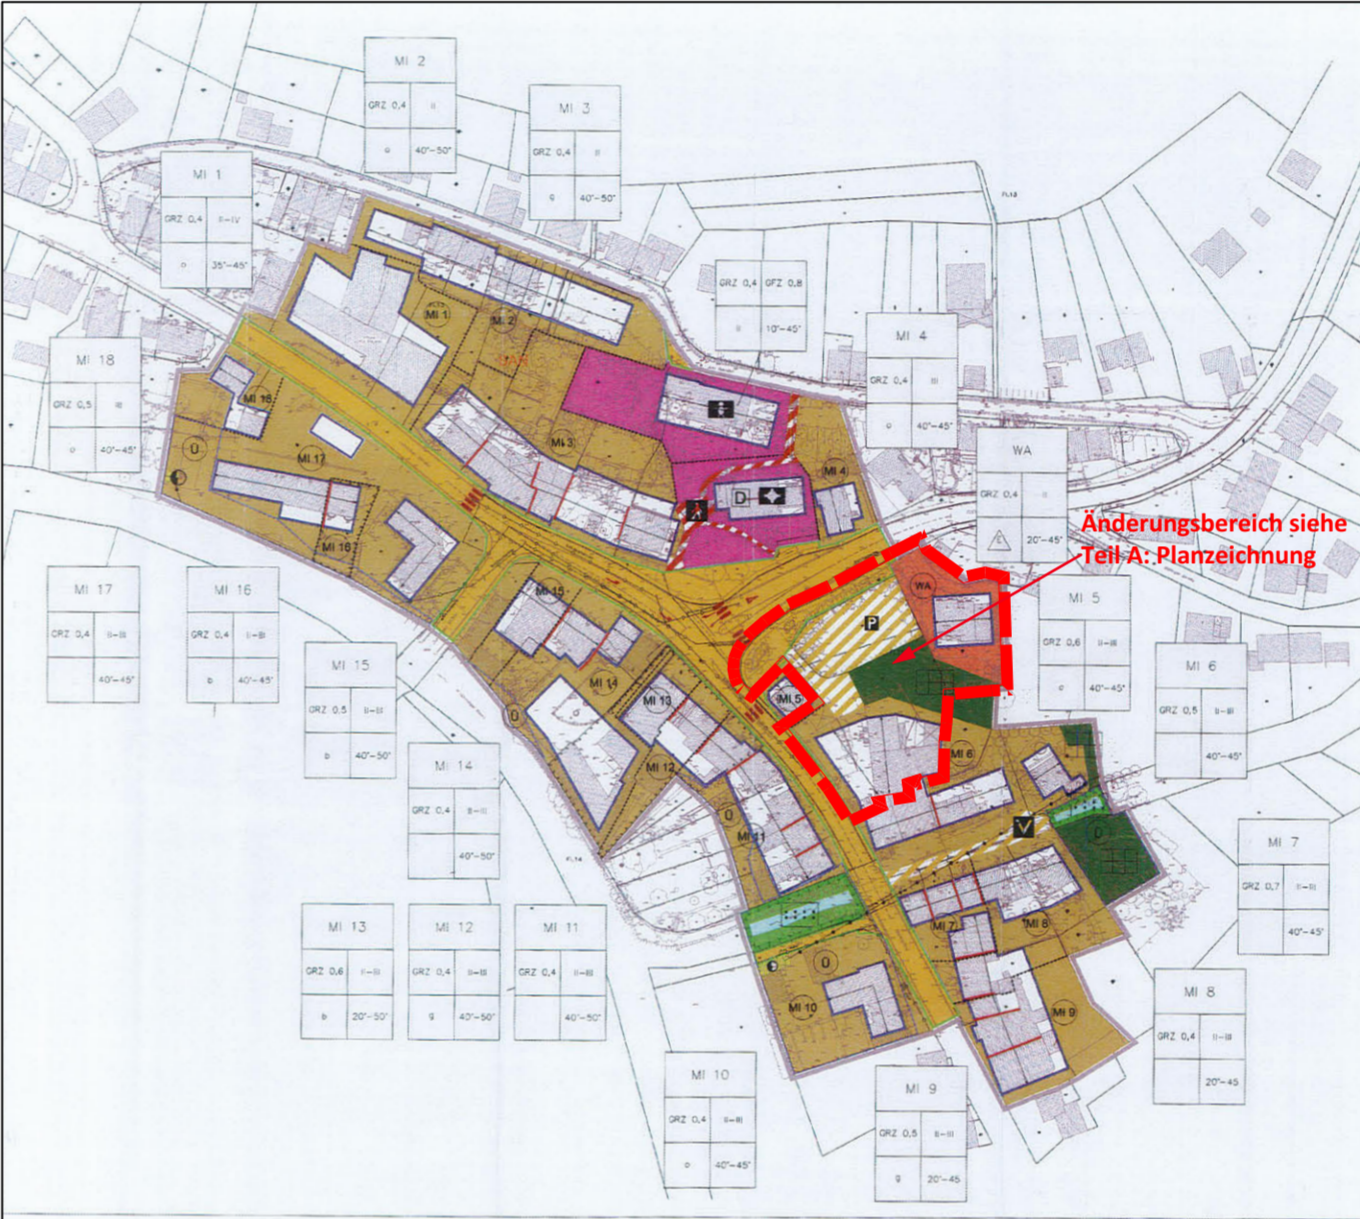 MI 2
GRZ 0,4 II
o 40°-50°
MI 3
GRZ 0,4 II
g 40°-50°
MI 1
GRZ 0,4 II-IV
o 35°-45°
FL.13
GRZ 0,4 GFZ 0,8
10°-45°
MI 4
GRZ 0,4 III
o 40°-45°
MI 18
GRZ 0,5 III
o 40°-45°
WA
GRZ 0,4 II
E 20°-45°
Änderungsbereich siehe
Teil A: Planzeichnung
MI 1
MI 2
MI 18
MI 3
MI 4
Ü
MI 17
D
MI 16
MI 17
GRZ 0,4 II-III
40°-45°
MI 16
GRZ 0,4 II-III
o 40°-45°
MI 15
WA
P
MI 5
GRZ 0,6 II-III
o 40°-45°
MI 15
GRZ 0,5 II-III
b 40°-50°
MI 6
GRZ 0,5 II-III
40°-45°
MI 14
MI 13
MI 5
Ü
MI 6
MI 12
MI 14
GRZ 0,4 II-III
40°-50°
Ü
MI 11
V
Ü
FL.14
MI 7
GRZ 0,7 II-III
40°-45°
MI 13
GRZ 0,6 II-III
b 20°-50°
MI 12
GRZ 0,4 II-III
g 40°-50°
MI 11
GRZ 0,4 II-III
40°-50°
MI 7
MI 8
Ü
MI 10
MI 9
MI 8
GRZ 0,4 II-III
20°-45
MI 10
GRZ 0,4 II-III
o 40°-45°
MI 9
GRZ 0,5 II-III
g 20°-45